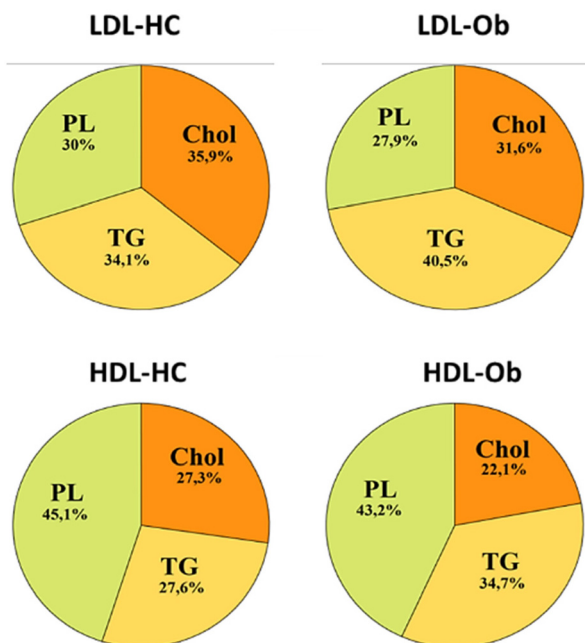 LDL-HC
PL
30%
Chol
35,9%
TG
34,1%
LDL-Ob
PL
27,9%
Chol
31,6%
TG
40,5%
HDL-HC
Chol
27,3%
PL
45,1%
TG
27,6%
HDL-Ob
Chol
22,1%
PL
43,2%
TG
34,7%